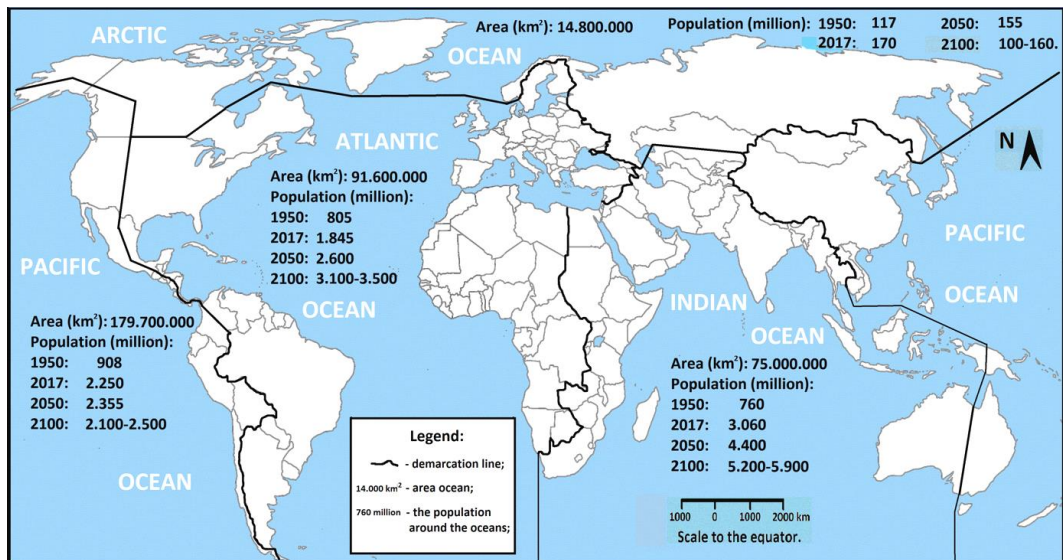 ARCTIC
OCEAN
Area (km²): 14.800.000
Population (million): 1950: 117 2050: 155
2017: 170 2100: 100-160.
N
ATLANTIC
Area (km²): 91.600.000
Population (million):
1950: 805
2017: 1.845
2050: 2.600
2100: 3.100-3.500
OCEAN
PACIFIC
Area (km²): 179.700.000
Population (million):
1950: 908
2017: 2.250
2050: 2.355
2100: 2.100-2.500
OCEAN
INDIAN
OCEAN
Area (km²): 75.000.000
Population (million):
1950: 760
2017: 3.060
2050: 4.400
2100: 5.200-5.900
PACIFIC
OCEAN
Legend:
- demarcation line;
14.000 km² - area ocean;
760 million - the population
around the oceans;
1000 0 1000 2000 km
Scale to the equator.